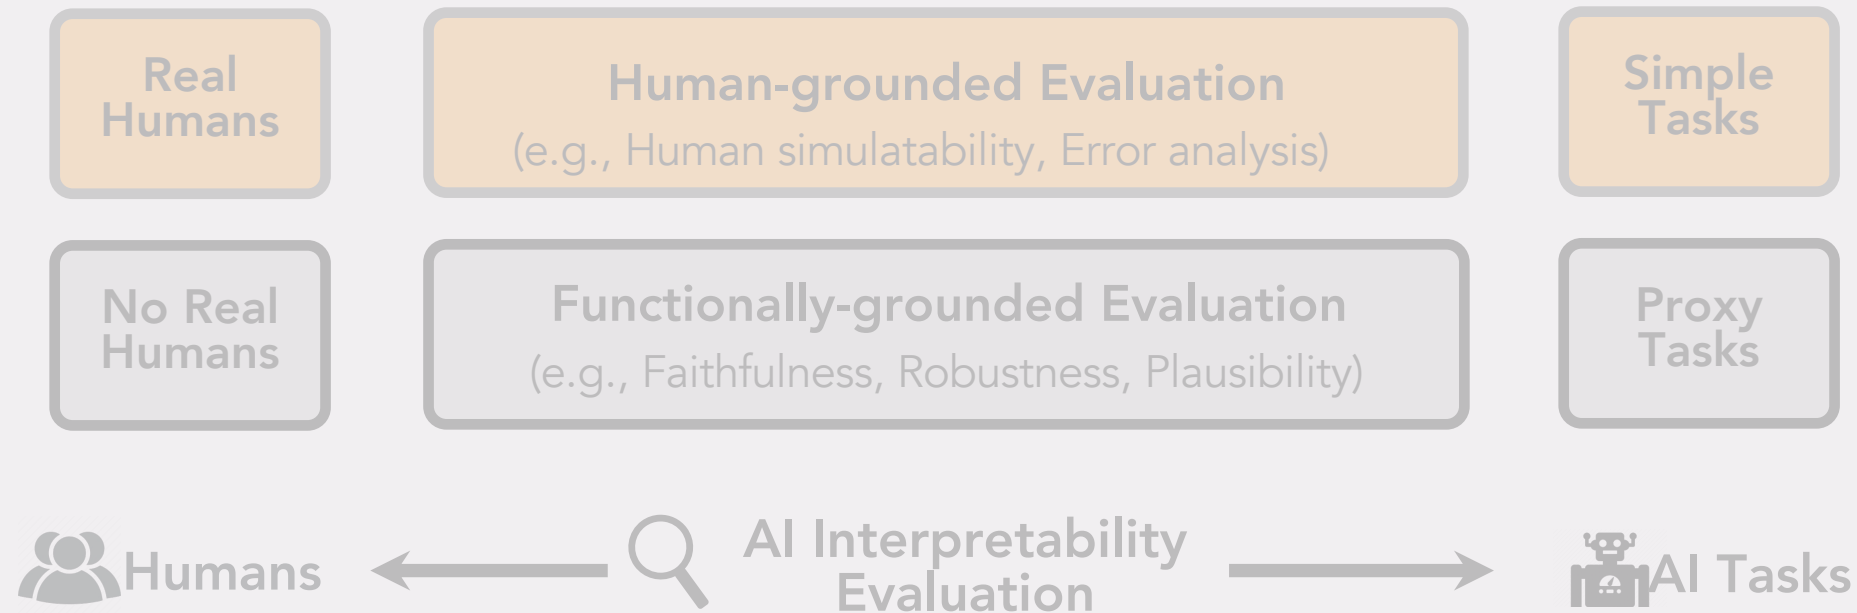 Real
Humans
Human-grounded Evaluation
(e.g., Human simulatability, Error analysis)
Simple
Tasks
No Real
Humans
Functionally-grounded Evaluation
(e.g., Faithfulness, Robustness, Plausibility)
Proxy
Tasks
Humans
AI Interpretability
Evaluation
AI Tasks